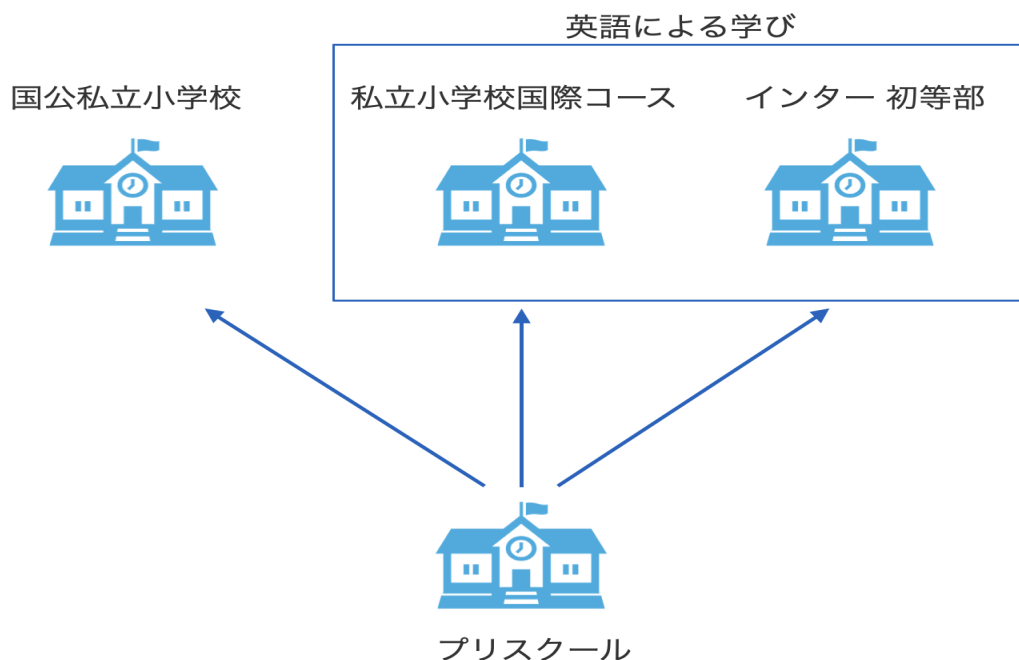 英語による学び
国公私立小学校
私立小学校国際コース
インター 初等部
プリスクール